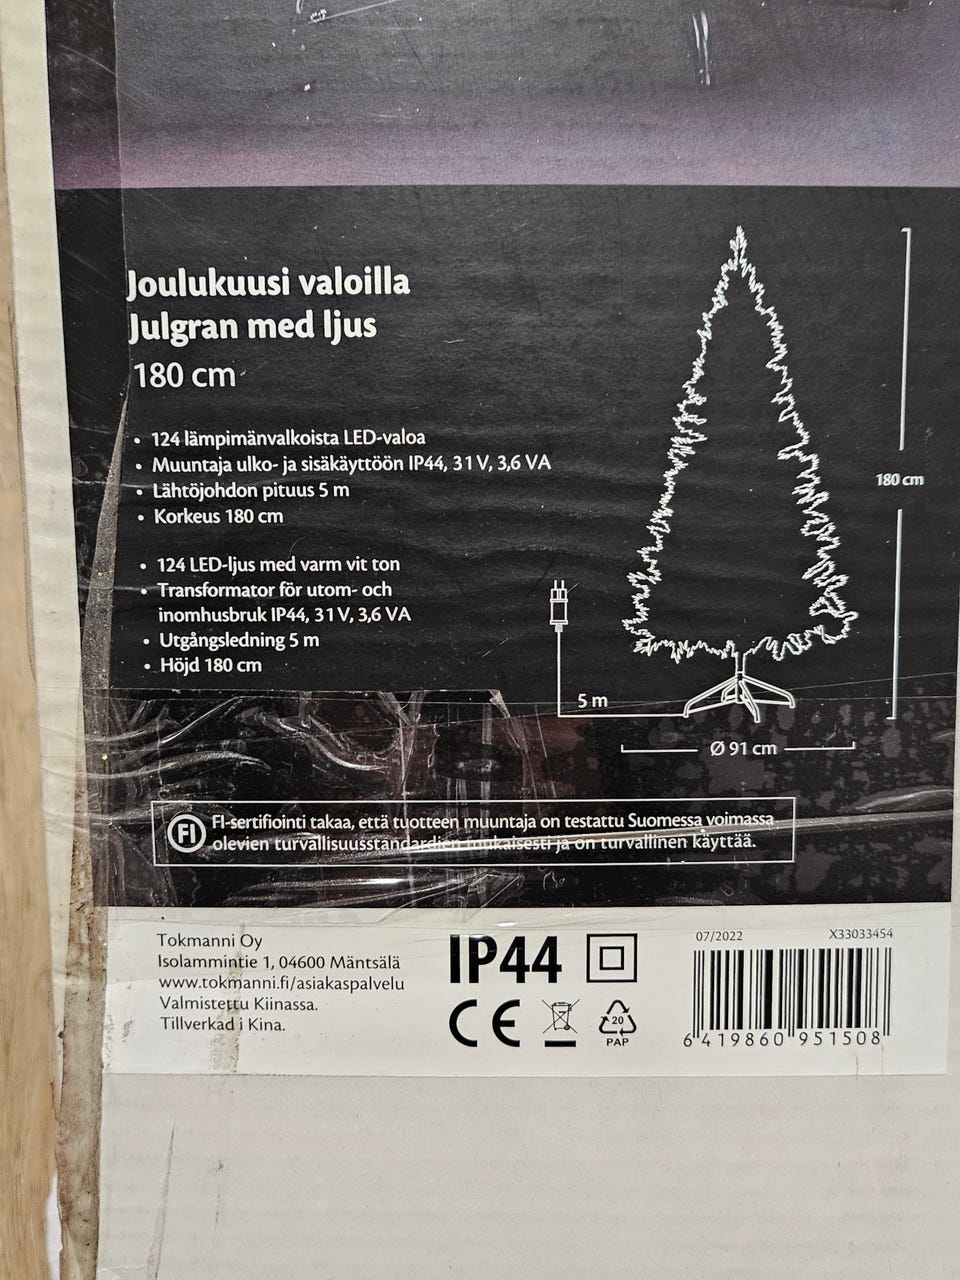 Joulukuusi valoilla
Julgran med ljus
180 cm
• 124 lämpimänvalkoista LED-valoa
• Muuntaja ulko- ja sisäkäyttöön IP44, 31 V, 3,6 VA
• Lähtöjohdon pituus 5 m
• Korkeus 180 cm
• 124 LED-ljus med varm vit ton
• Transformator för utom- och
inomhusbruk IP44, 31 V, 3,6 VA
• Utgångsledning 5 m
• Höjd 180 cm
180 cm
5 m
Ø 91 cm
FI
FI-sertifiointi takaa, että tuotteen muuntaja on testattu Suomessa voimassa
olevien turvallisuusstandardien mukaisesti ja on turvallinen käyttää.
Tokmanni Oy
Isolammintie 1, 04600 Mäntsälä
www.tokmanni.fi/asiakaspalvelu
Valmistettu Kiinassa.
Tillverkad i Kina.
IP44
CE
20
PAP
07/2022 X33033454
6 419860 951508